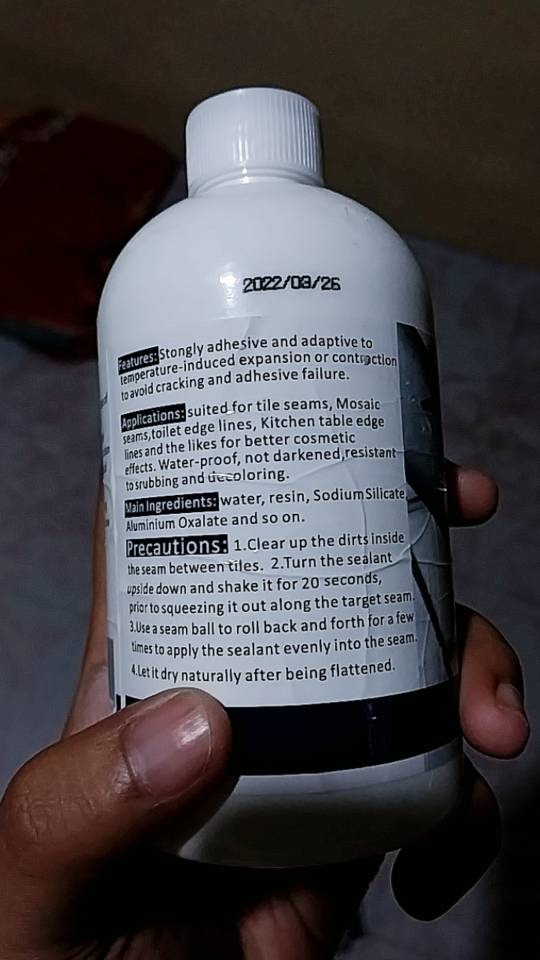 2022/03/26
Features: Stongly adhesive and adaptive to
temperature-induced expansion or contraction
to avoid cracking and adhesive failure.
Applications: suited for tile seams, Mosaic
seams,toilet edge lines, Kitchen table edge
lines and the likes for better cosmetic
effects. Water-proof, not darkened,resistant
to srubbing and decoloring.
Main Ingredients: water, resin, Sodium Silicate,
Aluminium Oxalate and so on.
Precautions: 1.Clear up the dirts inside
the seam between tiles. 2.Turn the sealant
upside down and shake it for 20 seconds,
prior to squeezing it out along the target seam.
3.Use a seam ball to roll back and forth for a few
times to apply the sealant evenly into the seam.
4.Let it dry naturally after being flattened.